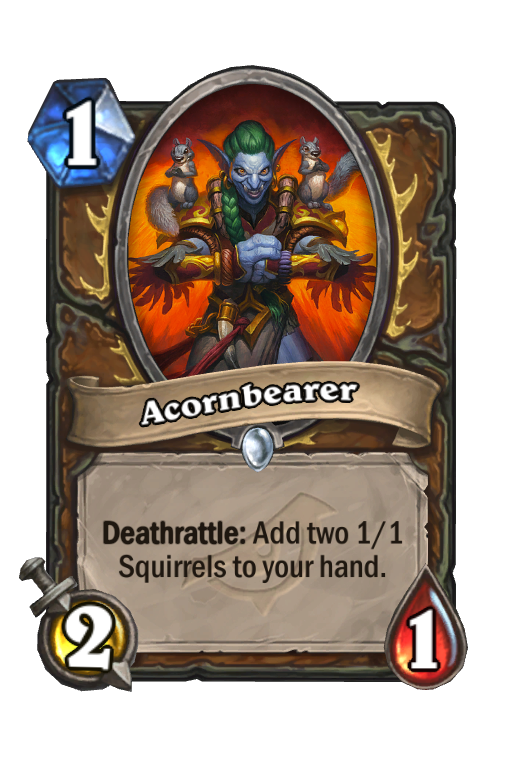 1
Acornbearer
Deathrattle: Add two 1/1
Squirrels to your hand.
2
1